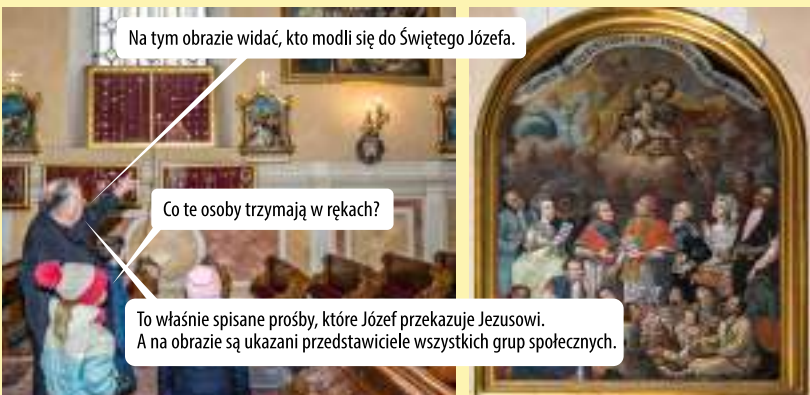 Na tym obrazie widać, kto modli się do Świętego Józefa.
Co te osoby trzymają w rękach?
To właśnie spisane prośby, które Józef przekazuje Jezusowi.
A na obrazie są ukazani przedstawiciele wszystkich grup społecznych.